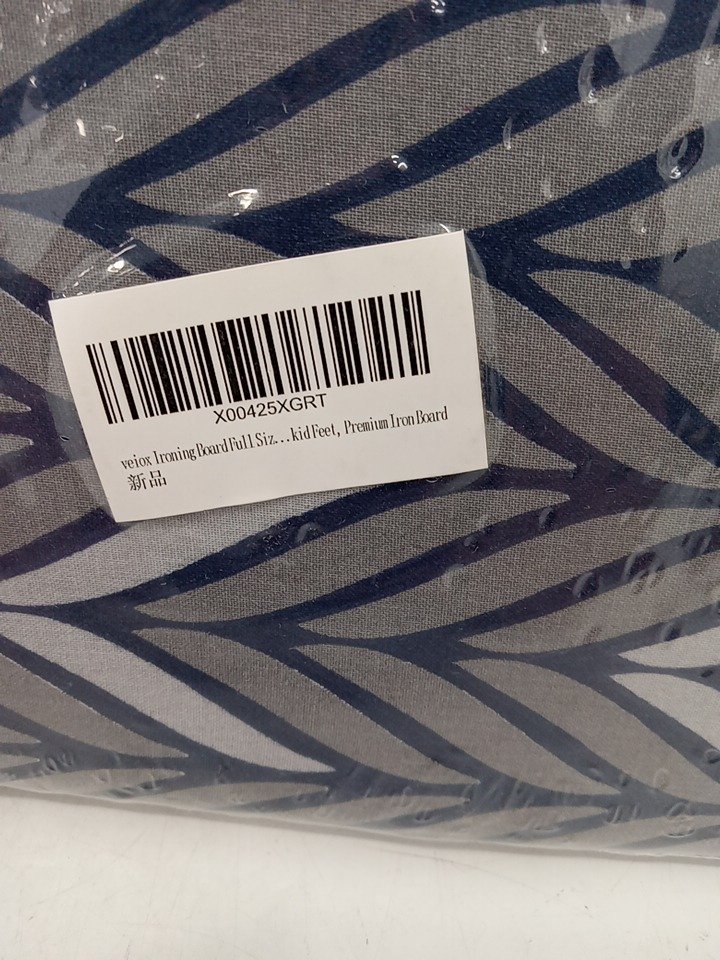 X00425XGRT
veiox Ironing Board Full Siz...kid Feet, Premium Iron Board
新品